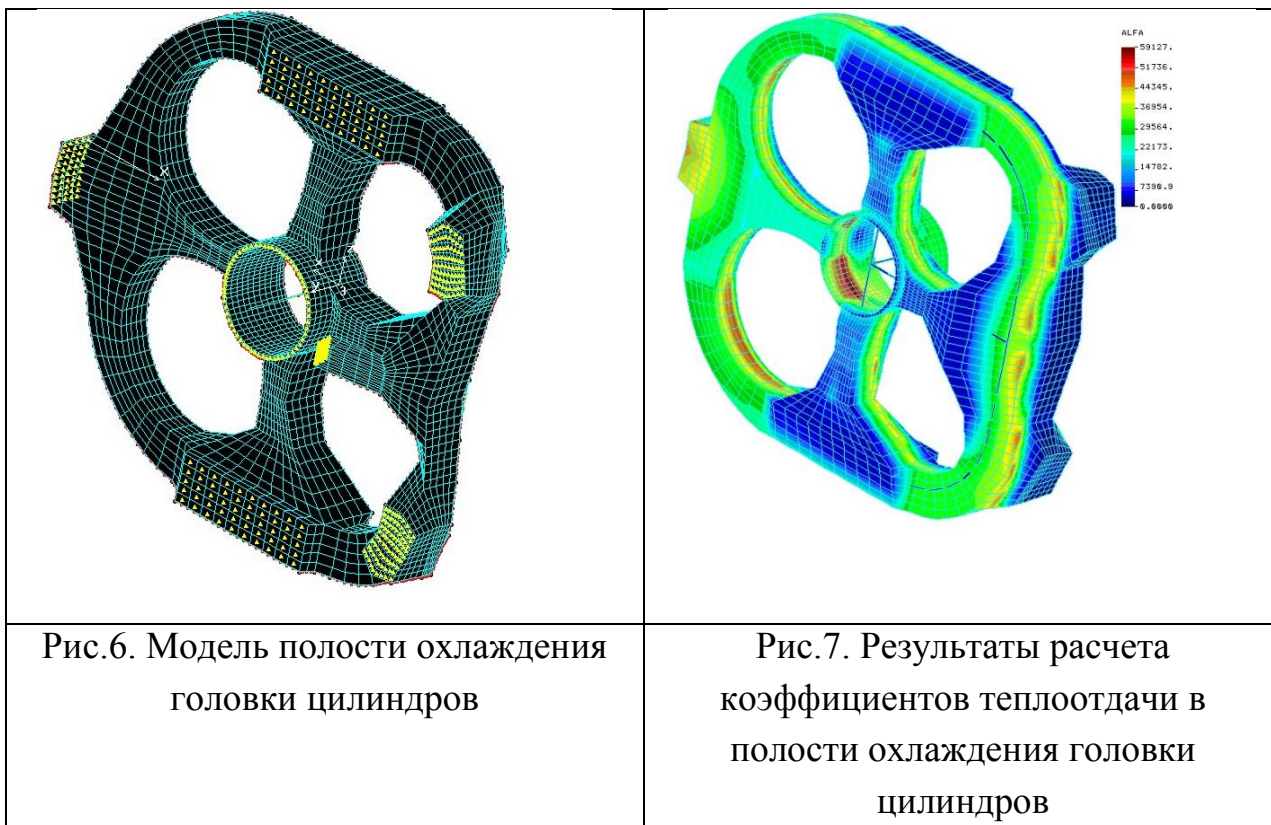 ALFA
59127.
51736.
44345.
36954.
29564.
22173.
14782.
7390.9
0.0000
Рис.6. Модель полости охлаждения
головки цилиндров
Рис.7. Результаты расчета
коэффициентов теплоотдачи в
полости охлаждения головки
цилиндров